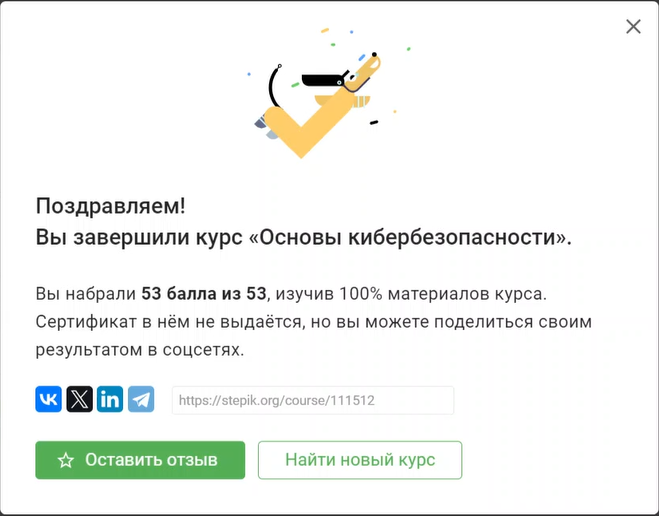 Поздравляем!
Вы завершили курс «Основы кибербезопасности».
Вы набрали 53 балла из 53, изучив 100% материалов курса.
Сертификат в нём не выдаётся, но вы можете поделиться своим
результатом в соцсетях.
https://stepik.org/course/111512
Оставить отзыв
Найти новый курс